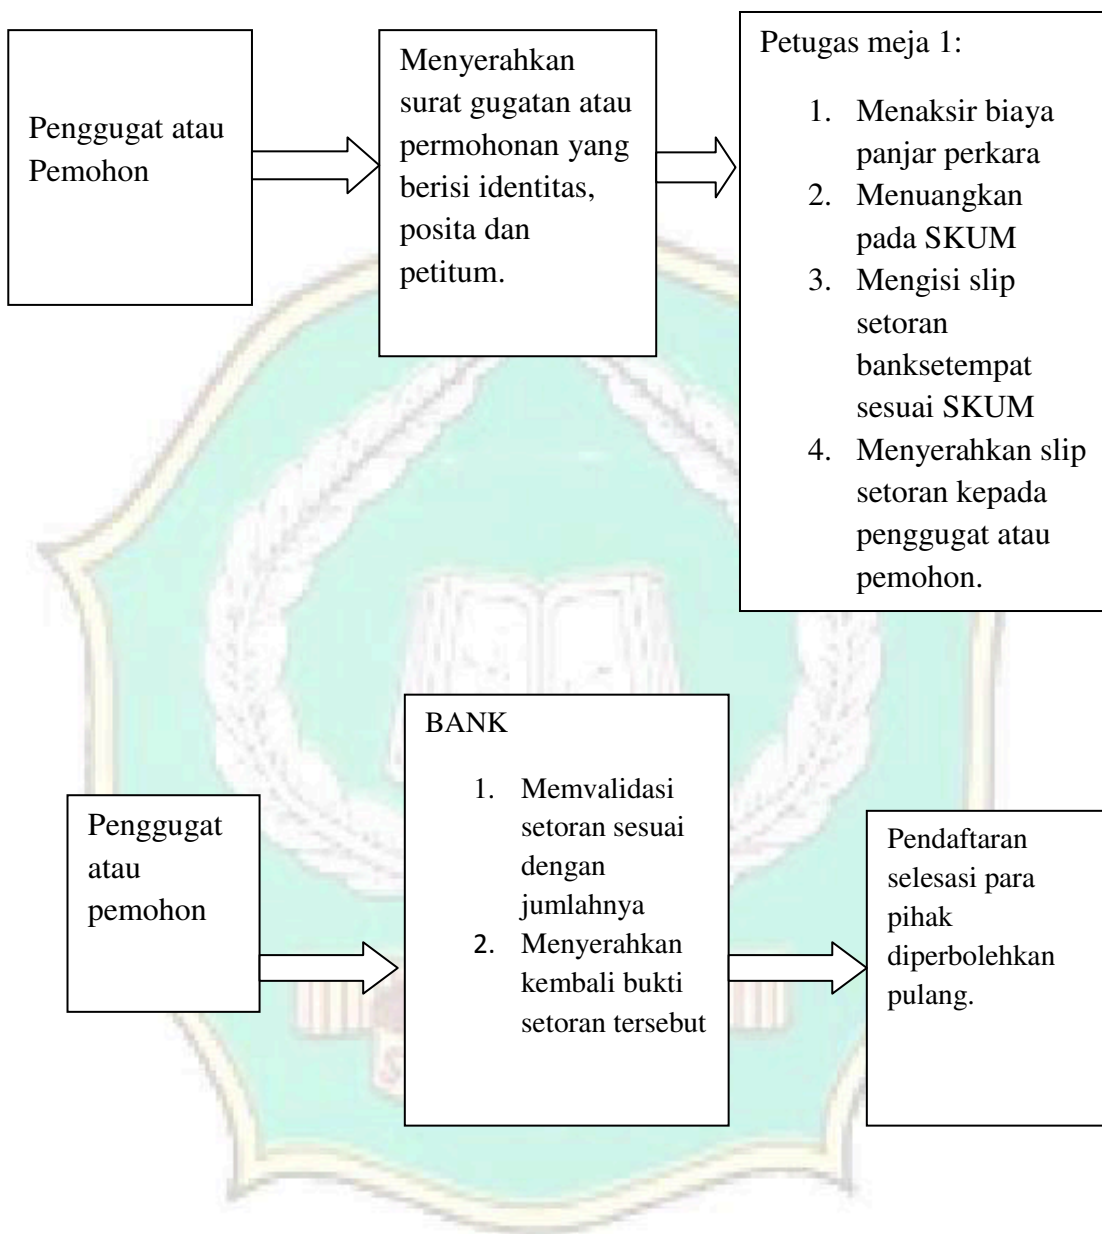 Penggugat atau
Pemohon
Menyerahkan
surat gugatan atau
permohonan yang
berisi identitas,
posita dan
petitum.
Petugas meja 1:
1. Menaksir biaya
panjar perkara
2. Menuangkan
pada SKUM
3. Mengisi slip
setoran
banksetempat
sesuai SKUM
4. Menyerahkan slip
setoran kepada
penggugat atau
pemohon.
Penggugat
atau
pemohon
BANK
1. Memvalidasi
setoran sesuai
dengan
jumlahnya
2. Menyerahkan
kembali bukti
setoran tersebut
Pendaftaran
selesasi para
pihak
diperbolehkan
pulang.